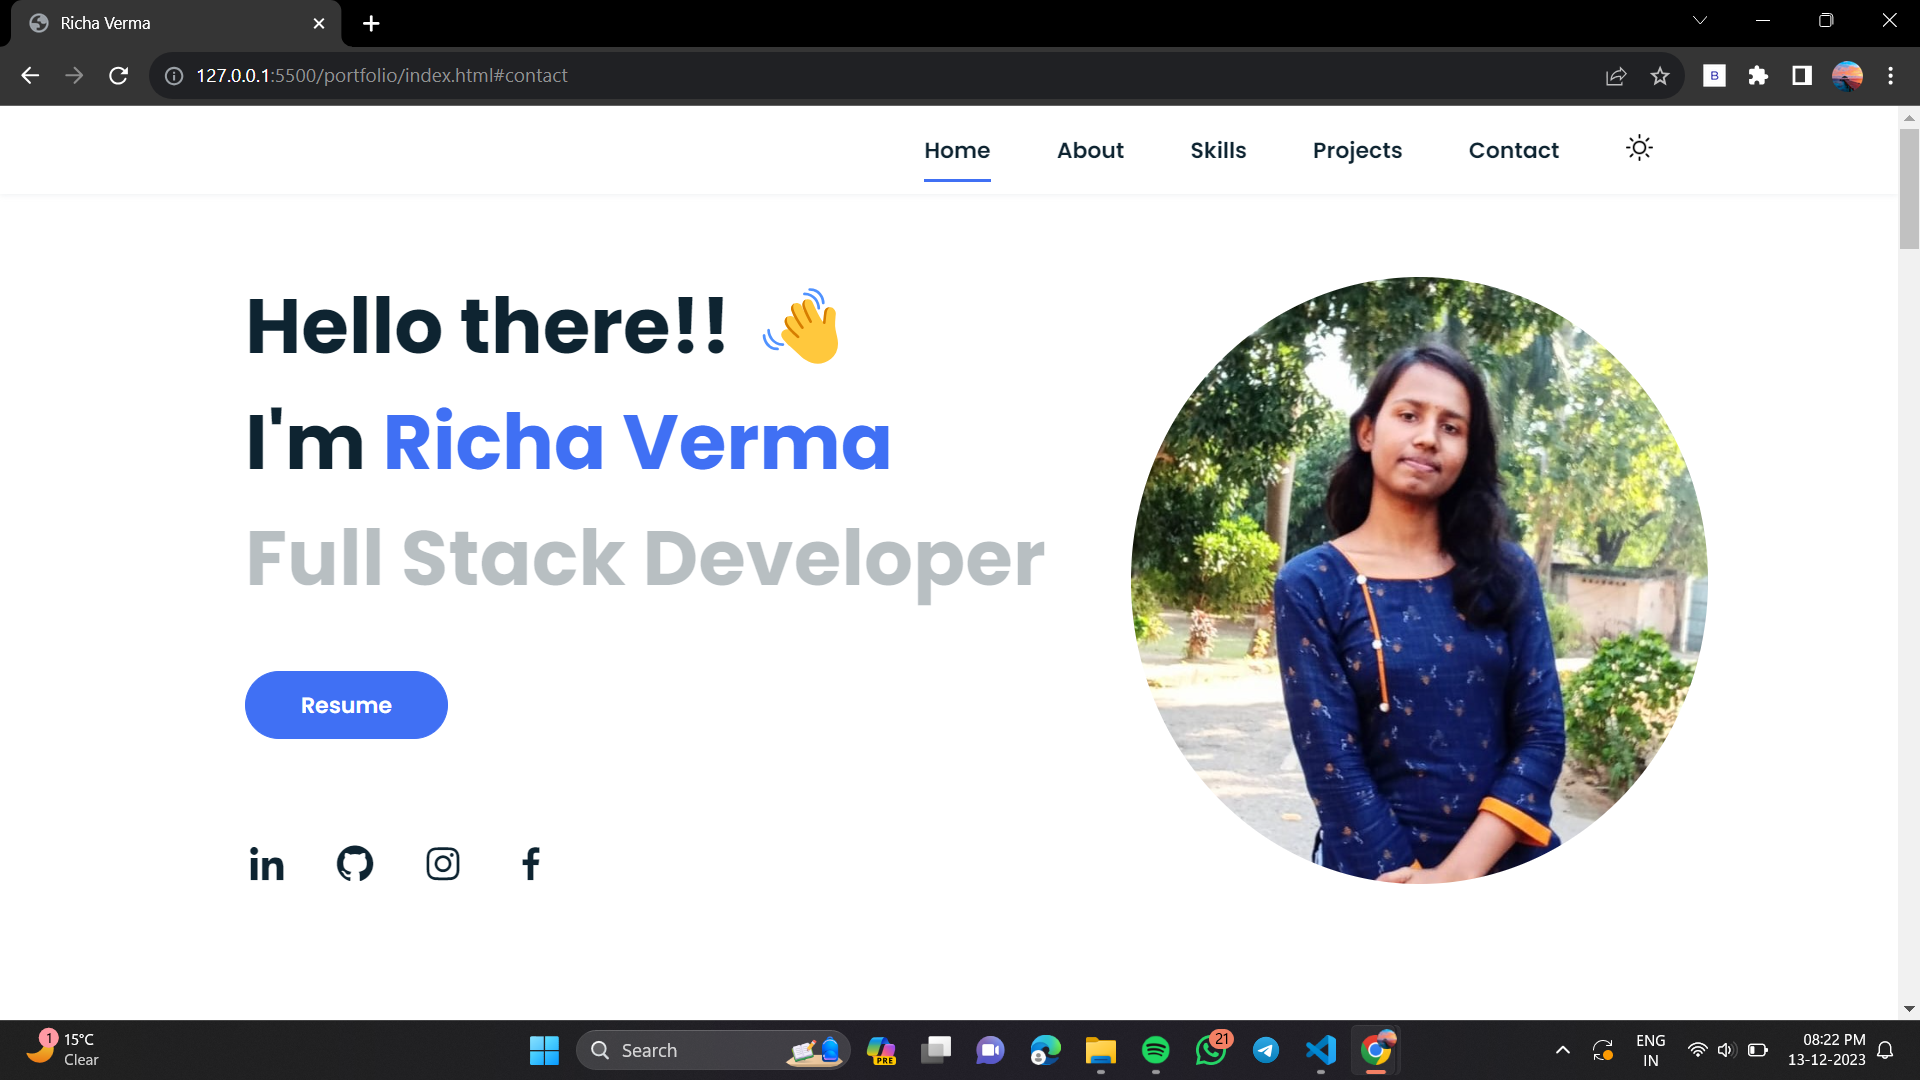 Richa Verma
127.0.0.1:5500/portfolio/index.html#contact
B
Home About Skills Projects Contact
Hello there!!
I'm Richa Verma
Full Stack Developer
Resume
in
f
1
15°C
Clear
Search
PRE
21
ENG
IN
08:22 PM
13-12-2023